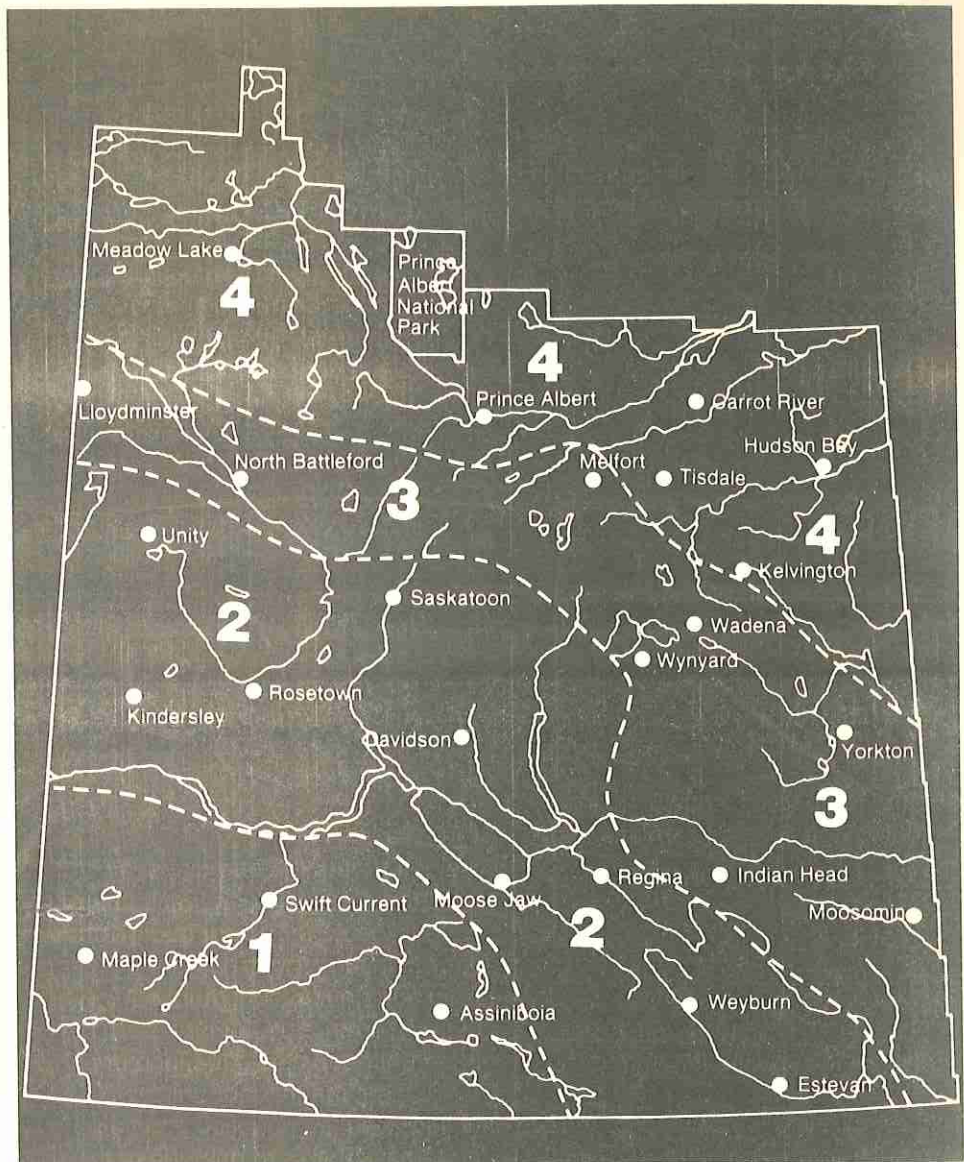 Meadow Lake
Prince
Albert
National
Park
4
4
Lloydminster
Prince Albert
Carrot River
North Battleford
Melfort
Tisdale
Hudson Bay
3
Unity
4
Kelvington
2
Saskatoon
Wadena
Wynyard
Kindersley
Rosetown
Davidson
Yorkton
3
Swift Current
Moose Jaw
Regina
Indian Head
Moosomin
2
1
Maple Creek
Assiniboia
Weyburn
Estevan